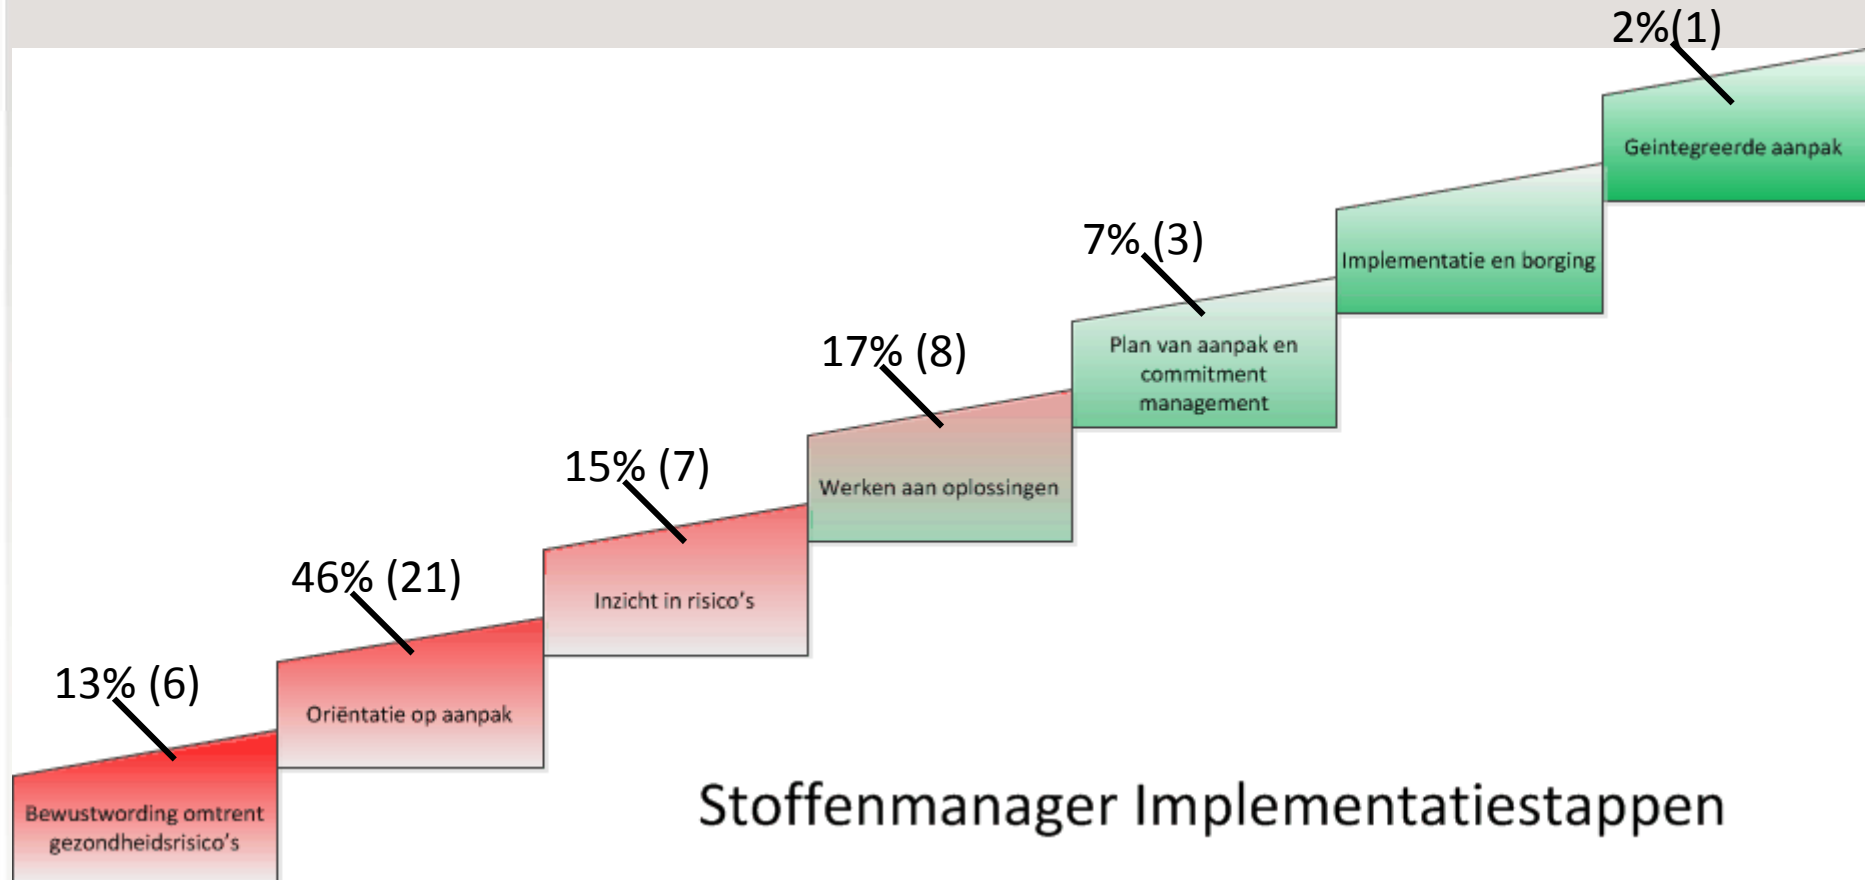 2%(1)
Geintegreerde aanpak
7% (3)
Implementatie en borging
17% (8)
Plan van aanpak en
commitment
management
15% (7)
Werken aan oplossingen
46% (21)
Inzicht in risico's
13% (6)
Oriëntatie op aanpak
Bewustwording omtrent
gezondheidsrisico's
Stoffenmanager Implementatiestappen